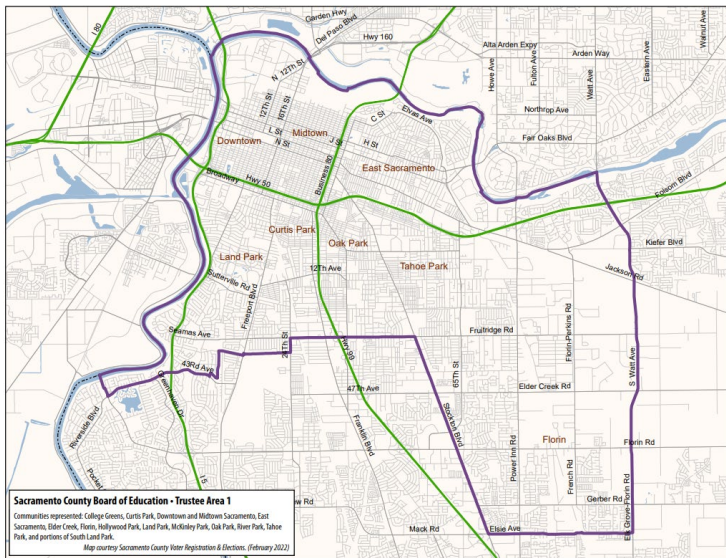 I 80
Garden Hwy
Del Paso Blvd
Hwy 160
Alta Arden Expy
Arden Way
Howe Ave
Fulton Ave
Watt Ave
Eastern Ave
Walnut Ave
N 12Th St
12Th St
16Th St
C St
Elvas Ave
Northrop Ave
Fair Oaks Blvd
Downtown
Midtown
L St
N St
J St
H St
East Sacramento
Business 80
Broadway
Hwy 50
Folsom Blvd
Kiefer Blvd
Jackson Rd
Curtis Park
Oak Park
Land Park
Tahoe Park
12Th Ave
Sutterville Rd
Freeport Blvd
Seamas Ave
24Th St
Hwy 99
Fruitridge Rd
Florin-Perkins Rd
S Watt Ave
43Rd Ave
47Th Ave
65Th St
Elder Creek Rd
Greenhaven Dr
Riverside Blvd
Stockton Blvd
Franklin Blvd
Power Inn Rd
Florin
Florin Rd
French Rd
Pocket
I 5
Gerber Rd
Elk Grove-Florin Rd
ow Rd
Mack Rd
Elsie Ave
Sacramento County Board of Education • Trustee Area 1
Communities represented: College Greens, Curtis Park, Downtown and Midtown Sacramento, East
Sacramento, Elder Creek, Florin, Hollywood Park, Land Park, McKinley Park, Oak Park, River Park, Tahoe
Park, and portions of South Land Park.
Map courtesy Sacramento County Voter Registration & Elections. (February 2022)